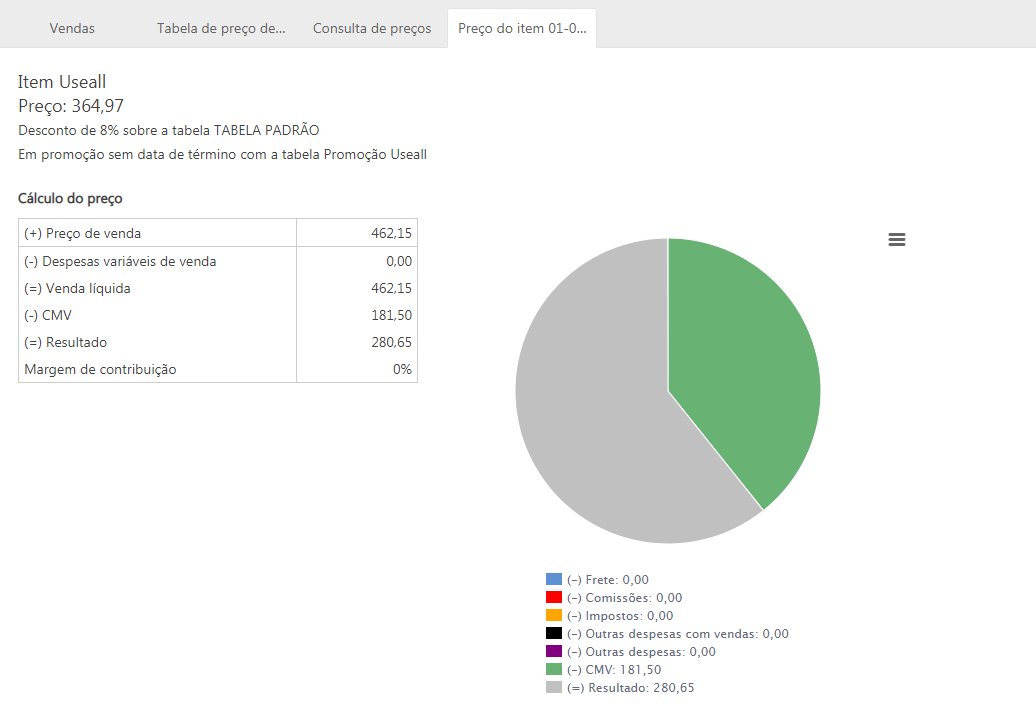 Vendas Tabela de preço de... Consulta de preços Preço do item 01-0...
Item Useall
Preço: 364,97
Desconto de 8% sobre a tabela TABELA PADRÃO
Em promoção sem data de término com a tabela Promoção Useall
Cálculo do preço
(+) Preço de venda 462,15
(-) Despesas variáveis de venda 0,00
(=) Venda líquida 462,15
(-) CMV 181,50
(=) Resultado 280,65
Margem de contribuição 0%
(-) Frete: 0,00
(-) Comissões: 0,00
(-) Impostos: 0,00
(-) Outras despesas com vendas: 0,00
(-) Outras despesas: 0,00
(-) CMV: 181,50
(=) Resultado: 280,65